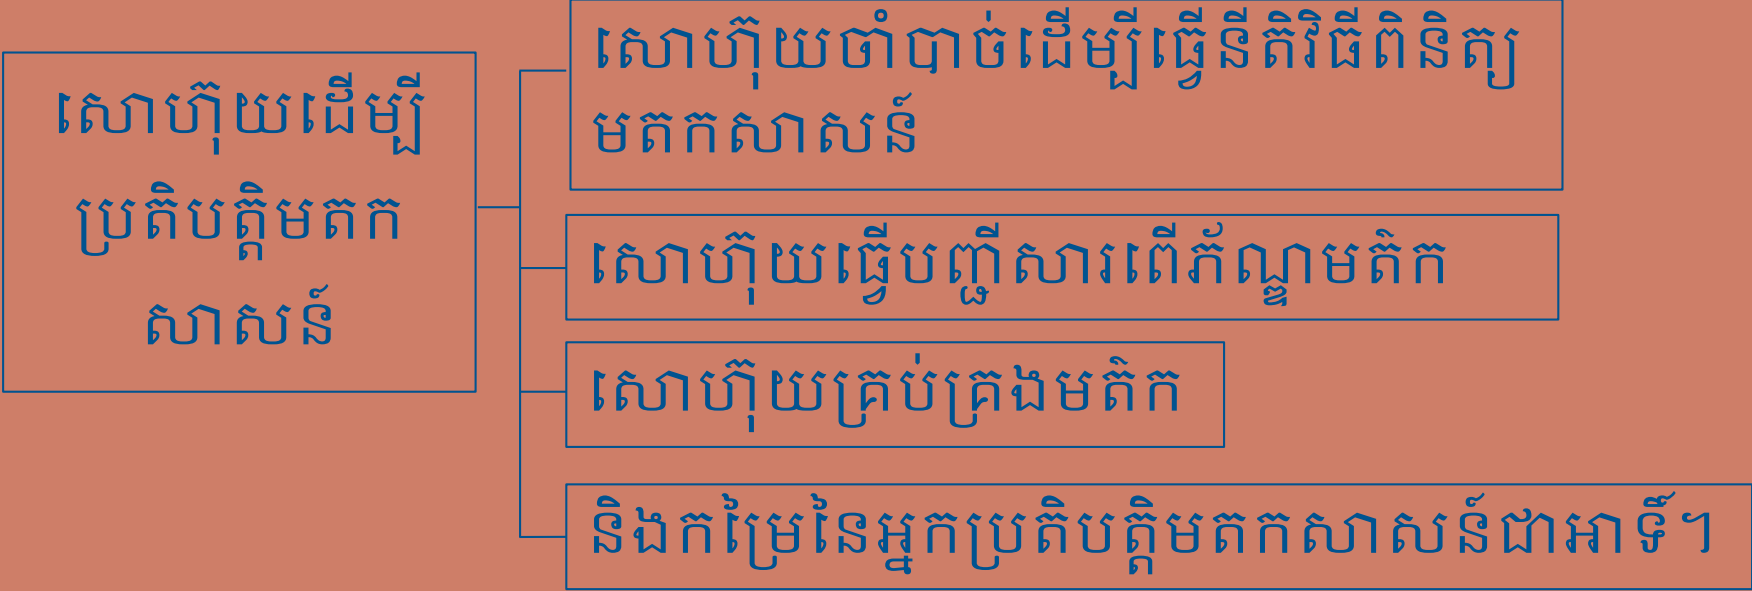 សោហ៊ុយដើម្បី
ប្រតិបត្តិមតក
សាសន៍
សោហ៊ុយចាំបាច់ដើម្បីធ្វើនីតិវិធីពិនិត្យ
មតកសាសន៍
សោហ៊ុយធ្វើបញ្ជីសារពើភ័ណ្ឌមត៌ក
សោហ៊ុយគ្រប់គ្រងមត៌ក
និងកម្រៃនៃអ្នកប្រតិបត្តិមតកសាសន៍ជាអាទិ៍។